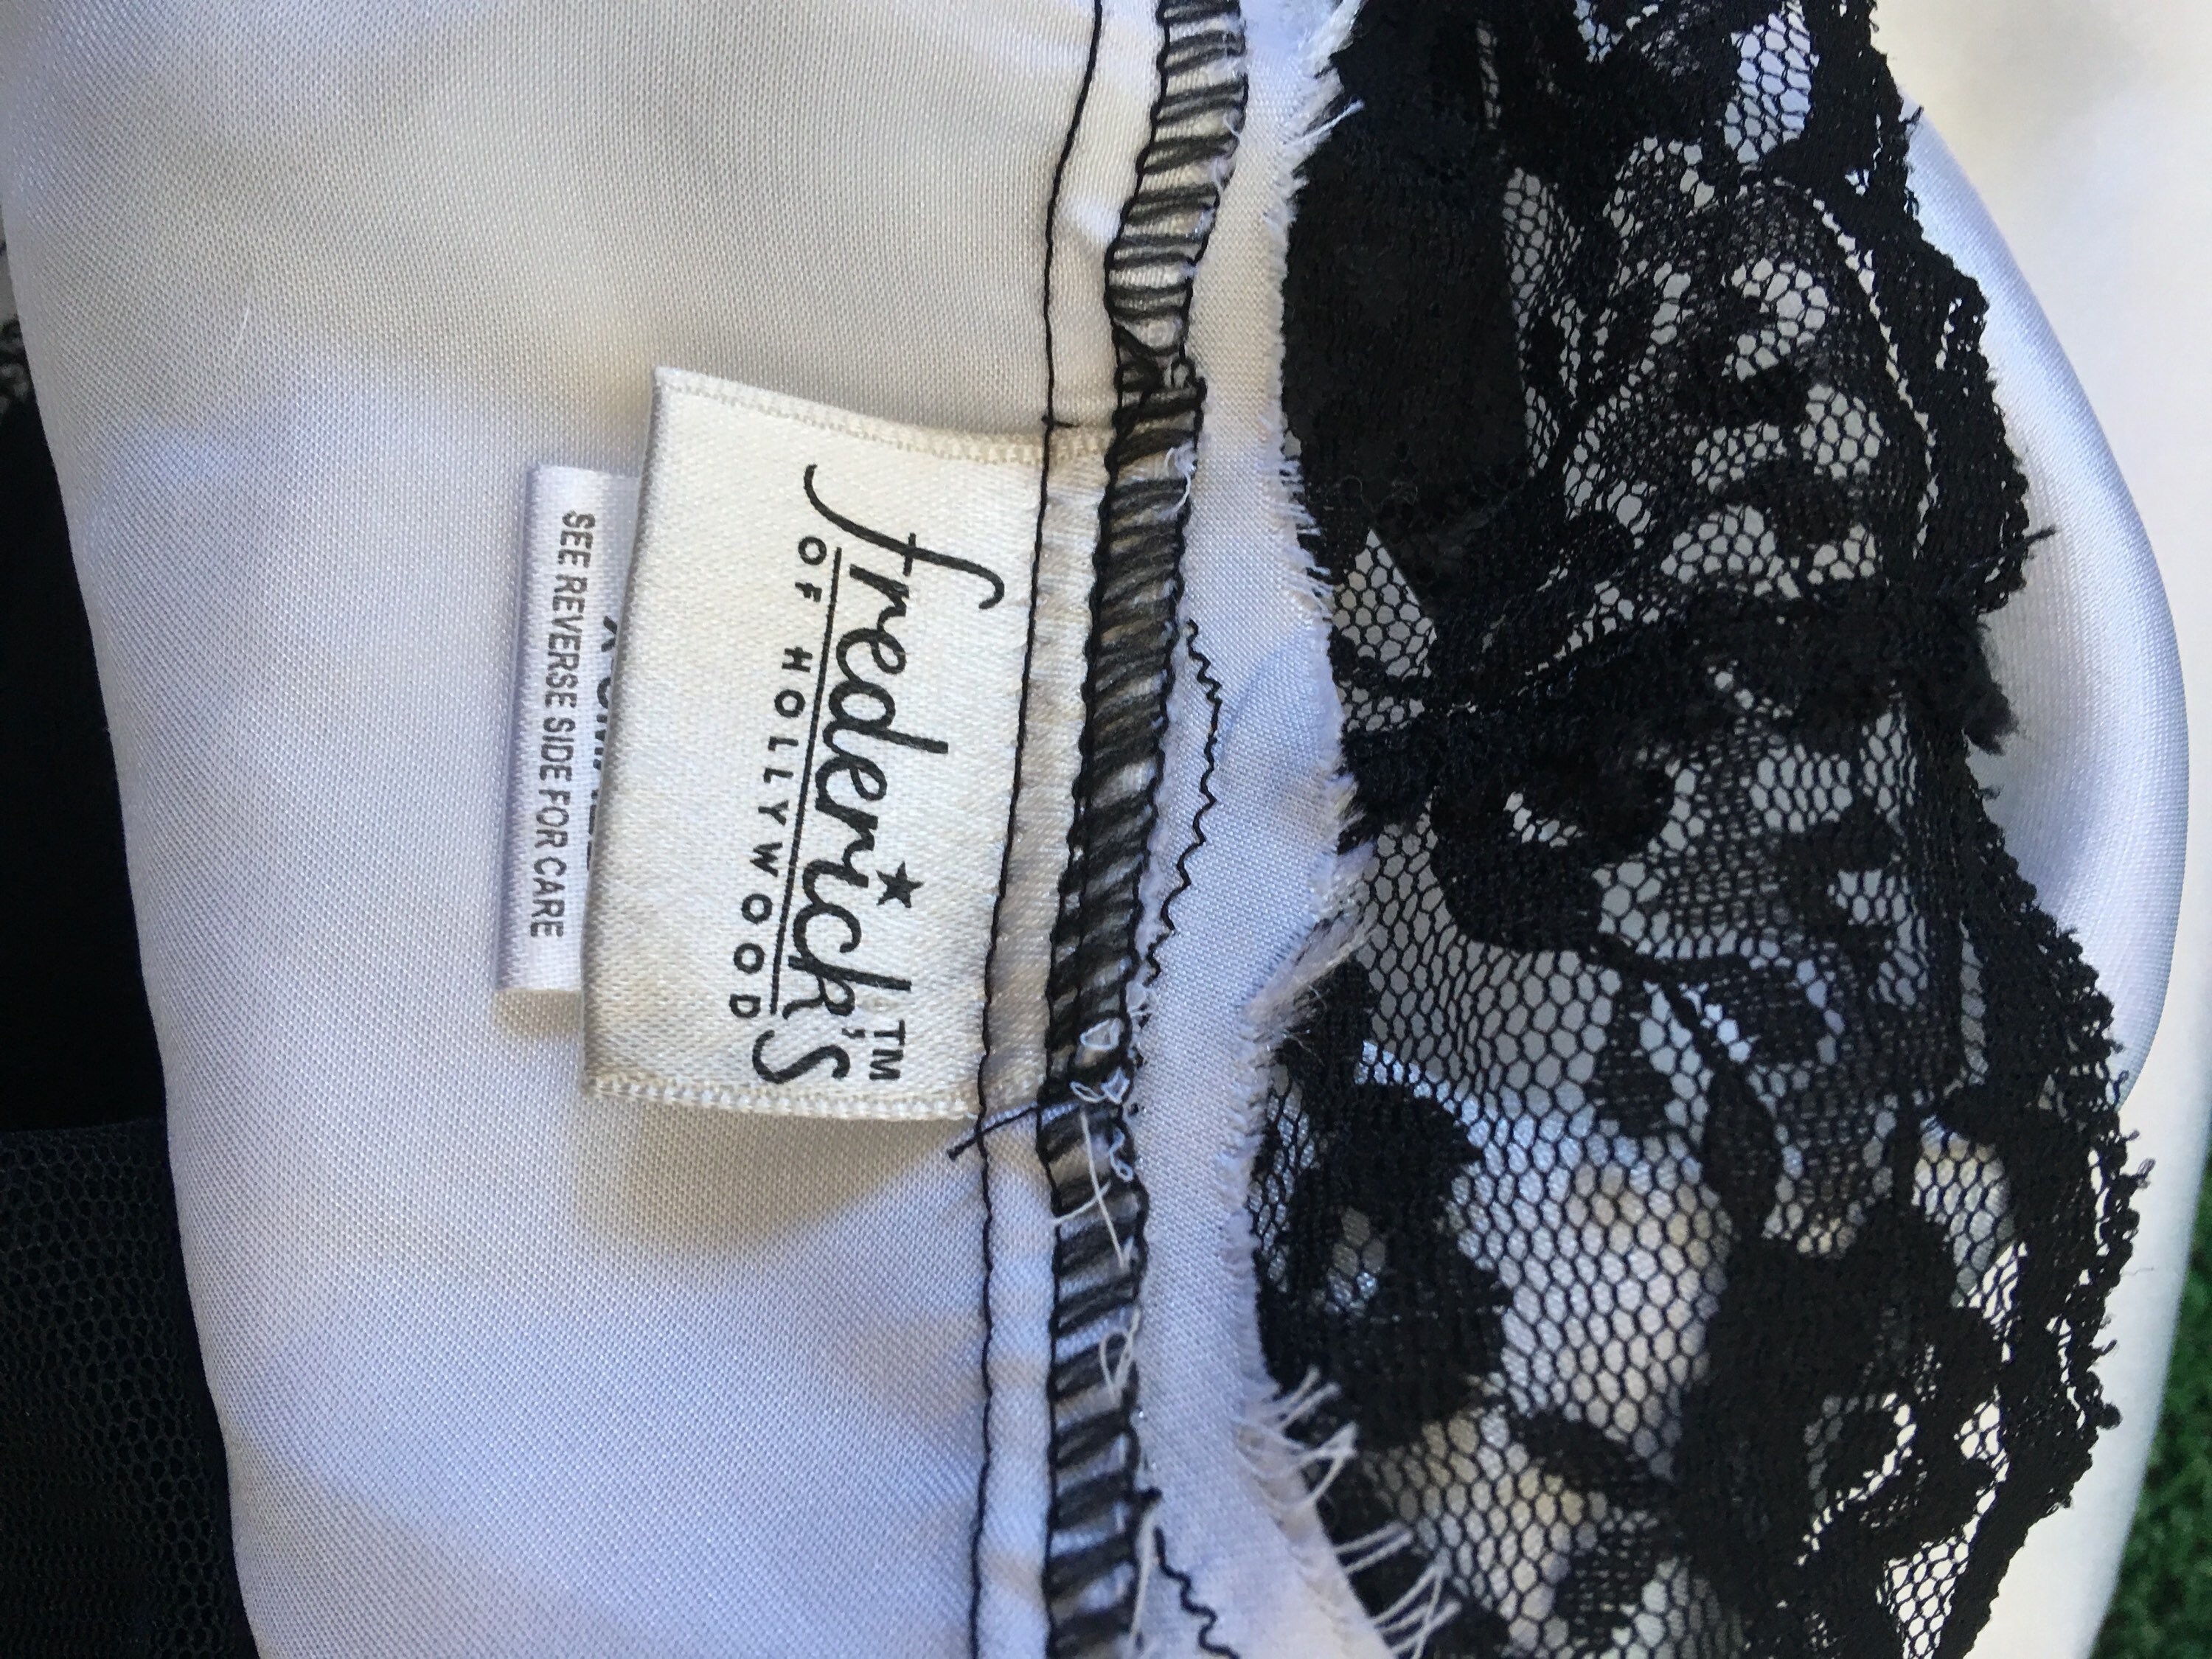 frederick's™
OF HOLLYWOOD
SEE REVERSE SIDE FOR CARE